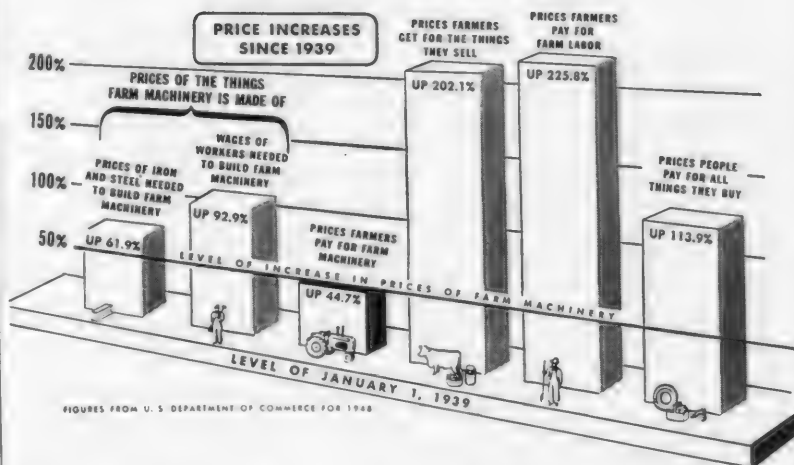 PRICE INCREASES
SINCE 1939
200%
150%
100%
50%
PRICES OF THE THINGS
FARM MACHINERY IS MADE OF
PRICES OF IRON
AND STEEL NEEDED
TO BUILD FARM
MACHINERY
UP 61.9%
WAGES OF
WORKERS NEEDED
TO BUILD FARM
MACHINERY
UP 92.9%
PRICES FARMERS
PAY FOR FARM
MACHINERY
UP 44.7%
PRICES FARMERS
GET FOR THE THINGS
THEY SELL
UP 202.1%
PRICES FARMERS
PAY FOR
FARM LABOR
UP 225.8%
PRICES PEOPLE
PAY FOR ALL
THINGS THEY BUY
UP 113.9%
LEVEL OF INCREASE IN PRICES OF FARM MACHINERY
LEVEL OF JANUARY 1, 1939
FIGURES FROM U. S. DEPARTMENT OF COMMERCE FOR 1948